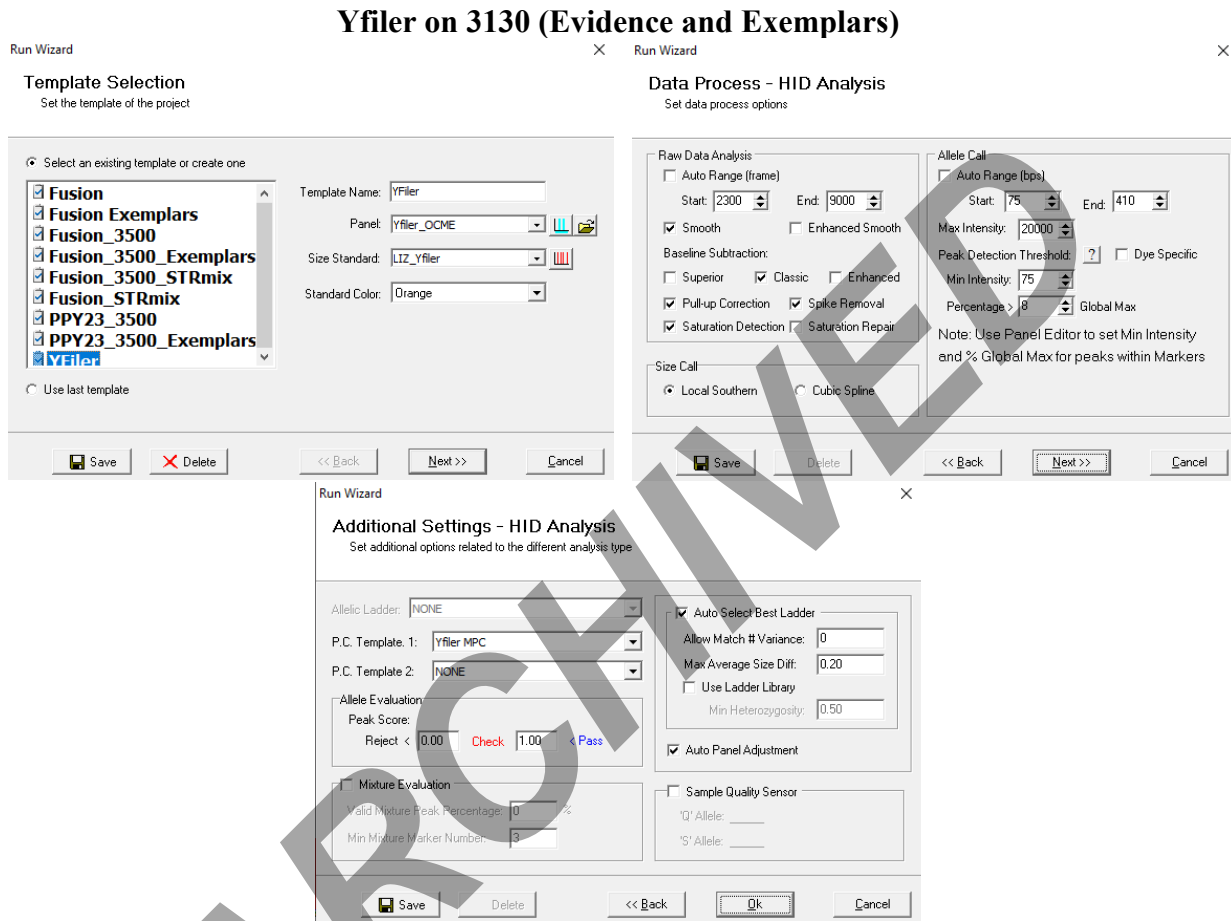 Yfiler on 3130 (Evidence and Exemplars)
Run Wizard
Template Selection
Set the template of the project
Select an existing template or create one
Fusion
Fusion Exemplars
Fusion_3500
Fusion_3500_Exemplars
Fusion_3500_STRmix
Fusion_STRmix
PPY23_3500
PPY23_3500_Exemplars
YFiler
Template Name: YFiler
Panel: Yfiler_OCME
Size Standard: LIZ_Yfiler
Standard Color: Orange
Use last template
Save Delete << Back Next >> Cancel
Run Wizard
Data Process - HID Analysis
Set data process options
Raw Data Analysis
Auto Range (frame)
Start: 2300 End: 9000
Smooth Enhanced Smooth
Baseline Subtraction:
Superior Classic Enhanced
Pull-up Correction Spike Removal
Saturation Detection Saturation Repair
Size Call
Local Southern Cubic Spline
Allele Call
Auto Range (bps)
Start: 75 End: 410
Max Intensity: 20000
Peak Detection Threshold: ? Dye Specific
Min Intensity: 75
Percentage > 8 Global Max
Note: Use Panel Editor to set Min Intensity
and % Global Max for peaks within Markers
Save Delete << Back Next >> Cancel
Run Wizard
Additional Settings - HID Analysis
Set additional options related to the different analysis type
Allelic Ladder: NONE
P.C. Template. 1: Yfiler MPC
P.C. Template 2: NONE
Allele Evaluation
Peak Score:
Reject < 0.00 Check 1.00 < Pass
Mixture Evaluation
Valid Mixture Peak Percentage: 0 %
Min Mixture Marker Number: 3
Auto Select Best Ladder
Allow Match # Variance: 0
Max Average Size Diff: 0.20
Use Ladder Library
Min Heterozygosity: 0.50
Auto Panel Adjustment
Sample Quality Sensor
'Q' Allele: _____
'S' Allele: _____
Save Delete << Back Ok Cancel
ARCHIVED